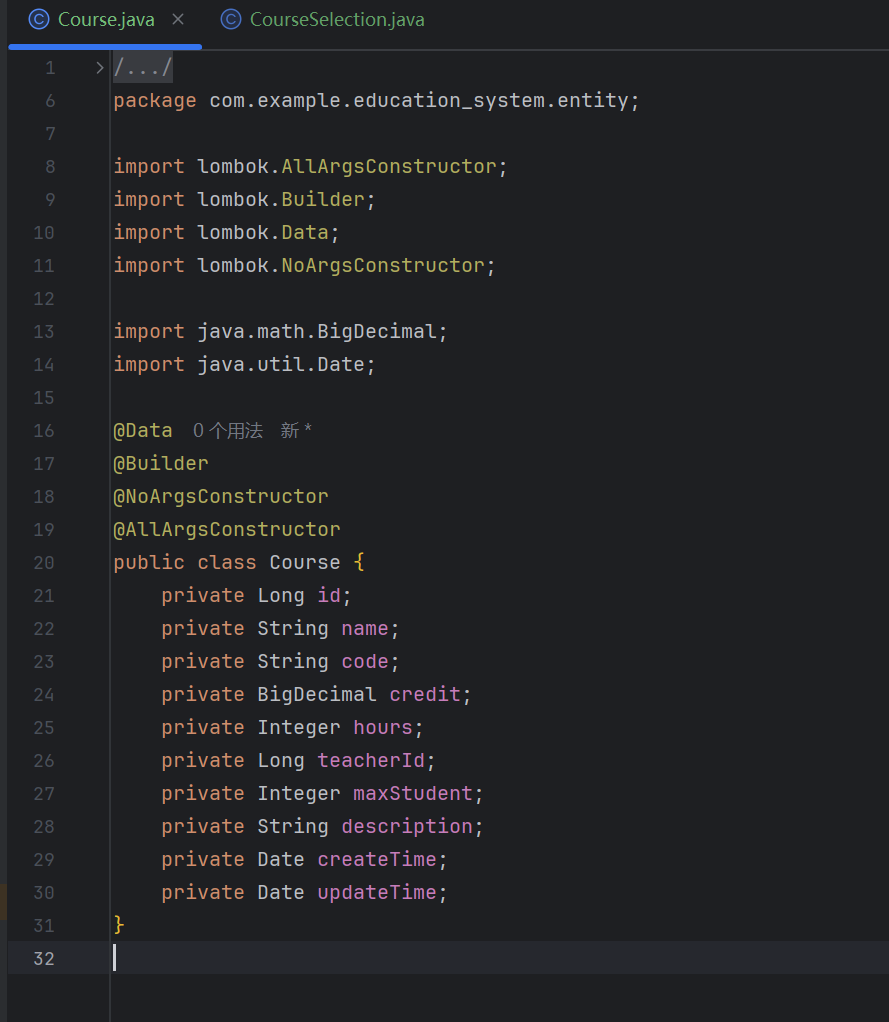 Course.java
CourseSelection.java
1 /.../
6 package com.example.education_system.entity;
7
8 import lombok.AllArgsConstructor;
9 import lombok.Builder;
10 import lombok.Data;
11 import lombok.NoArgsConstructor;
12
13 import java.math.BigDecimal;
14 import java.util.Date;
15
16 @Data 0 个用法 新 *
17 @Builder
18 @NoArgsConstructor
19 @AllArgsConstructor
20 public class Course {
21 private Long id;
22 private String name;
23 private String code;
24 private BigDecimal credit;
25 private Integer hours;
26 private Long teacherId;
27 private Integer maxStudent;
28 private String description;
29 private Date createTime;
30 private Date updateTime;
31 }
32